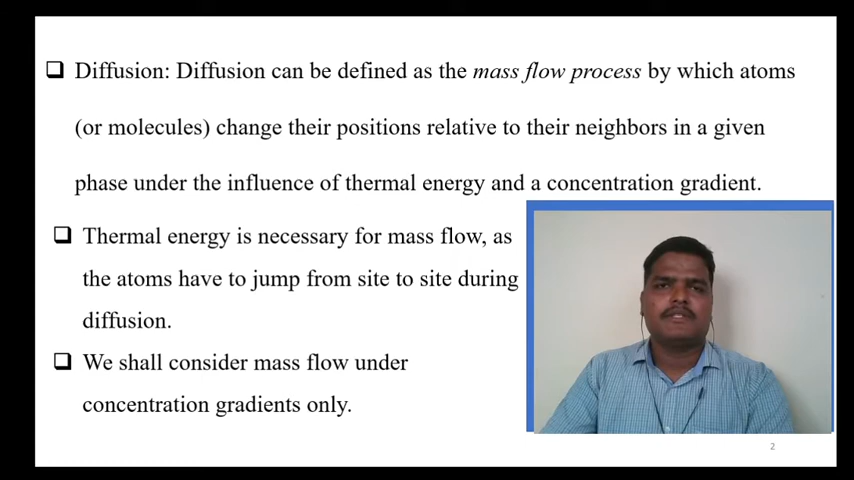 ❑ Diffusion: Diffusion can be defined as the mass flow process by which atoms
(or molecules) change their positions relative to their neighbors in a given
phase under the influence of thermal energy and a concentration gradient.
❑ Thermal energy is necessary for mass flow, as
the atoms have to jump from site to site during
diffusion.
❑ We shall consider mass flow under
concentration gradients only.
2